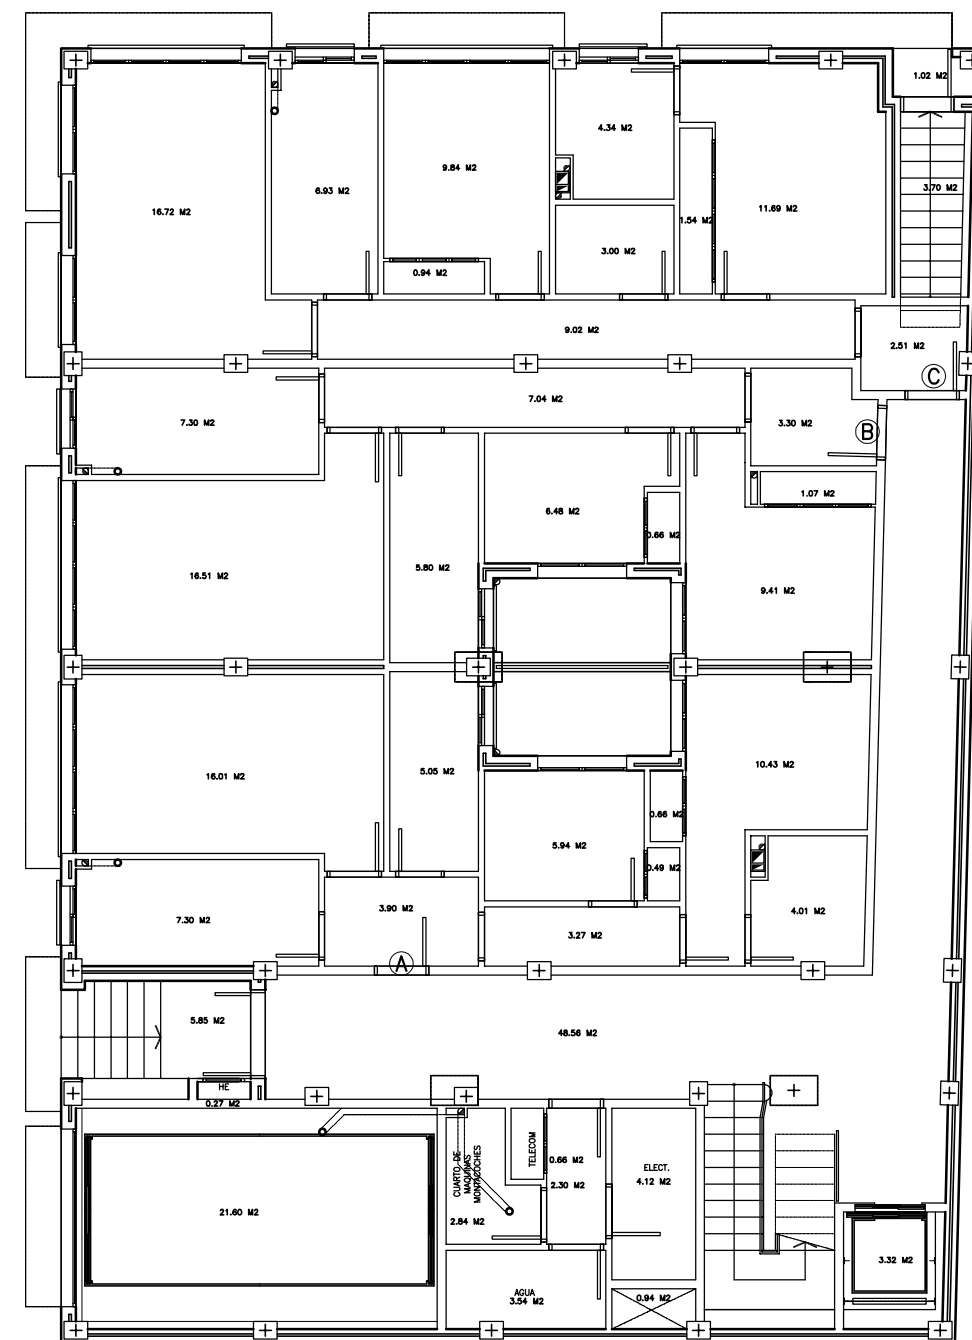 1.02 M2
4.34 M2
9.84 M2
6.93 M2
3.70 M2
16.72 M2
11.69 M2
1.54 M2
3.00 M2
0.94 M2
9.02 M2
2.51 M2
C
7.04 M2
7.30 M2
3.30 M2
B
1.07 M2
6.48 M2
0.66 M2
5.80 M2
16.51 M2
9.41 M2
10.43 M2
5.05 M2
16.01 M2
0.66 M2
5.94 M2
0.49 M2
3.90 M2
4.01 M2
7.30 M2
3.27 M2
A
5.85 M2
48.56 M2
HE
0.27 M2
TELECOM
CUARTO DE
MAQUINAS
MONTACOCHES
0.66 M2
ELECT.
4.12 M2
2.30 M2
21.60 M2
2.84 M2
3.32 M2
AGUA
3.54 M2
0.94 M2